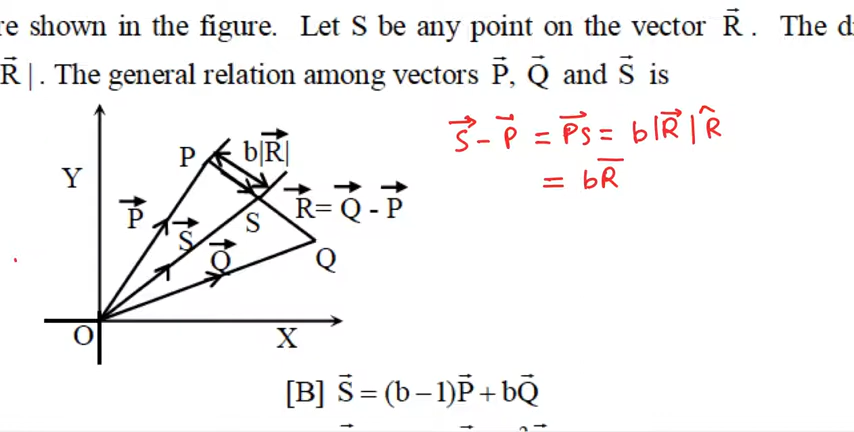 re shown in the figure. Let S be any point on the vector R⃗ . The d
R⃗ | . The general relation among vectors P⃗, Q⃗ and S⃗ is
P
b|R⃗|
S⃗ - P⃗ = P⃗S = b|R⃗|R̂
= bR̅
Y
P⃗
S⃗
S
R⃗= Q⃗ - P⃗
Q⃗
Q
O
X
[B] S⃗ = (b – 1)P⃗ + bQ⃗